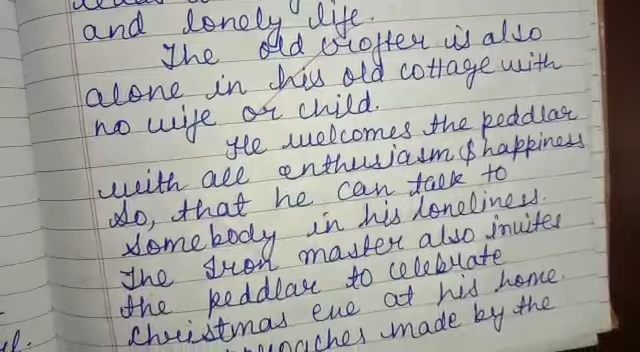 and lonely life.
The old crofter is also
alone in his old cottage with
no wife or child.
He welcomes the peddlar
with all enthusiasm & happiness
so, that he can talk to
somebody in his loneliness.
The Iron master also invites
the peddlar to celebrate
christmas eve at his home.
made by the